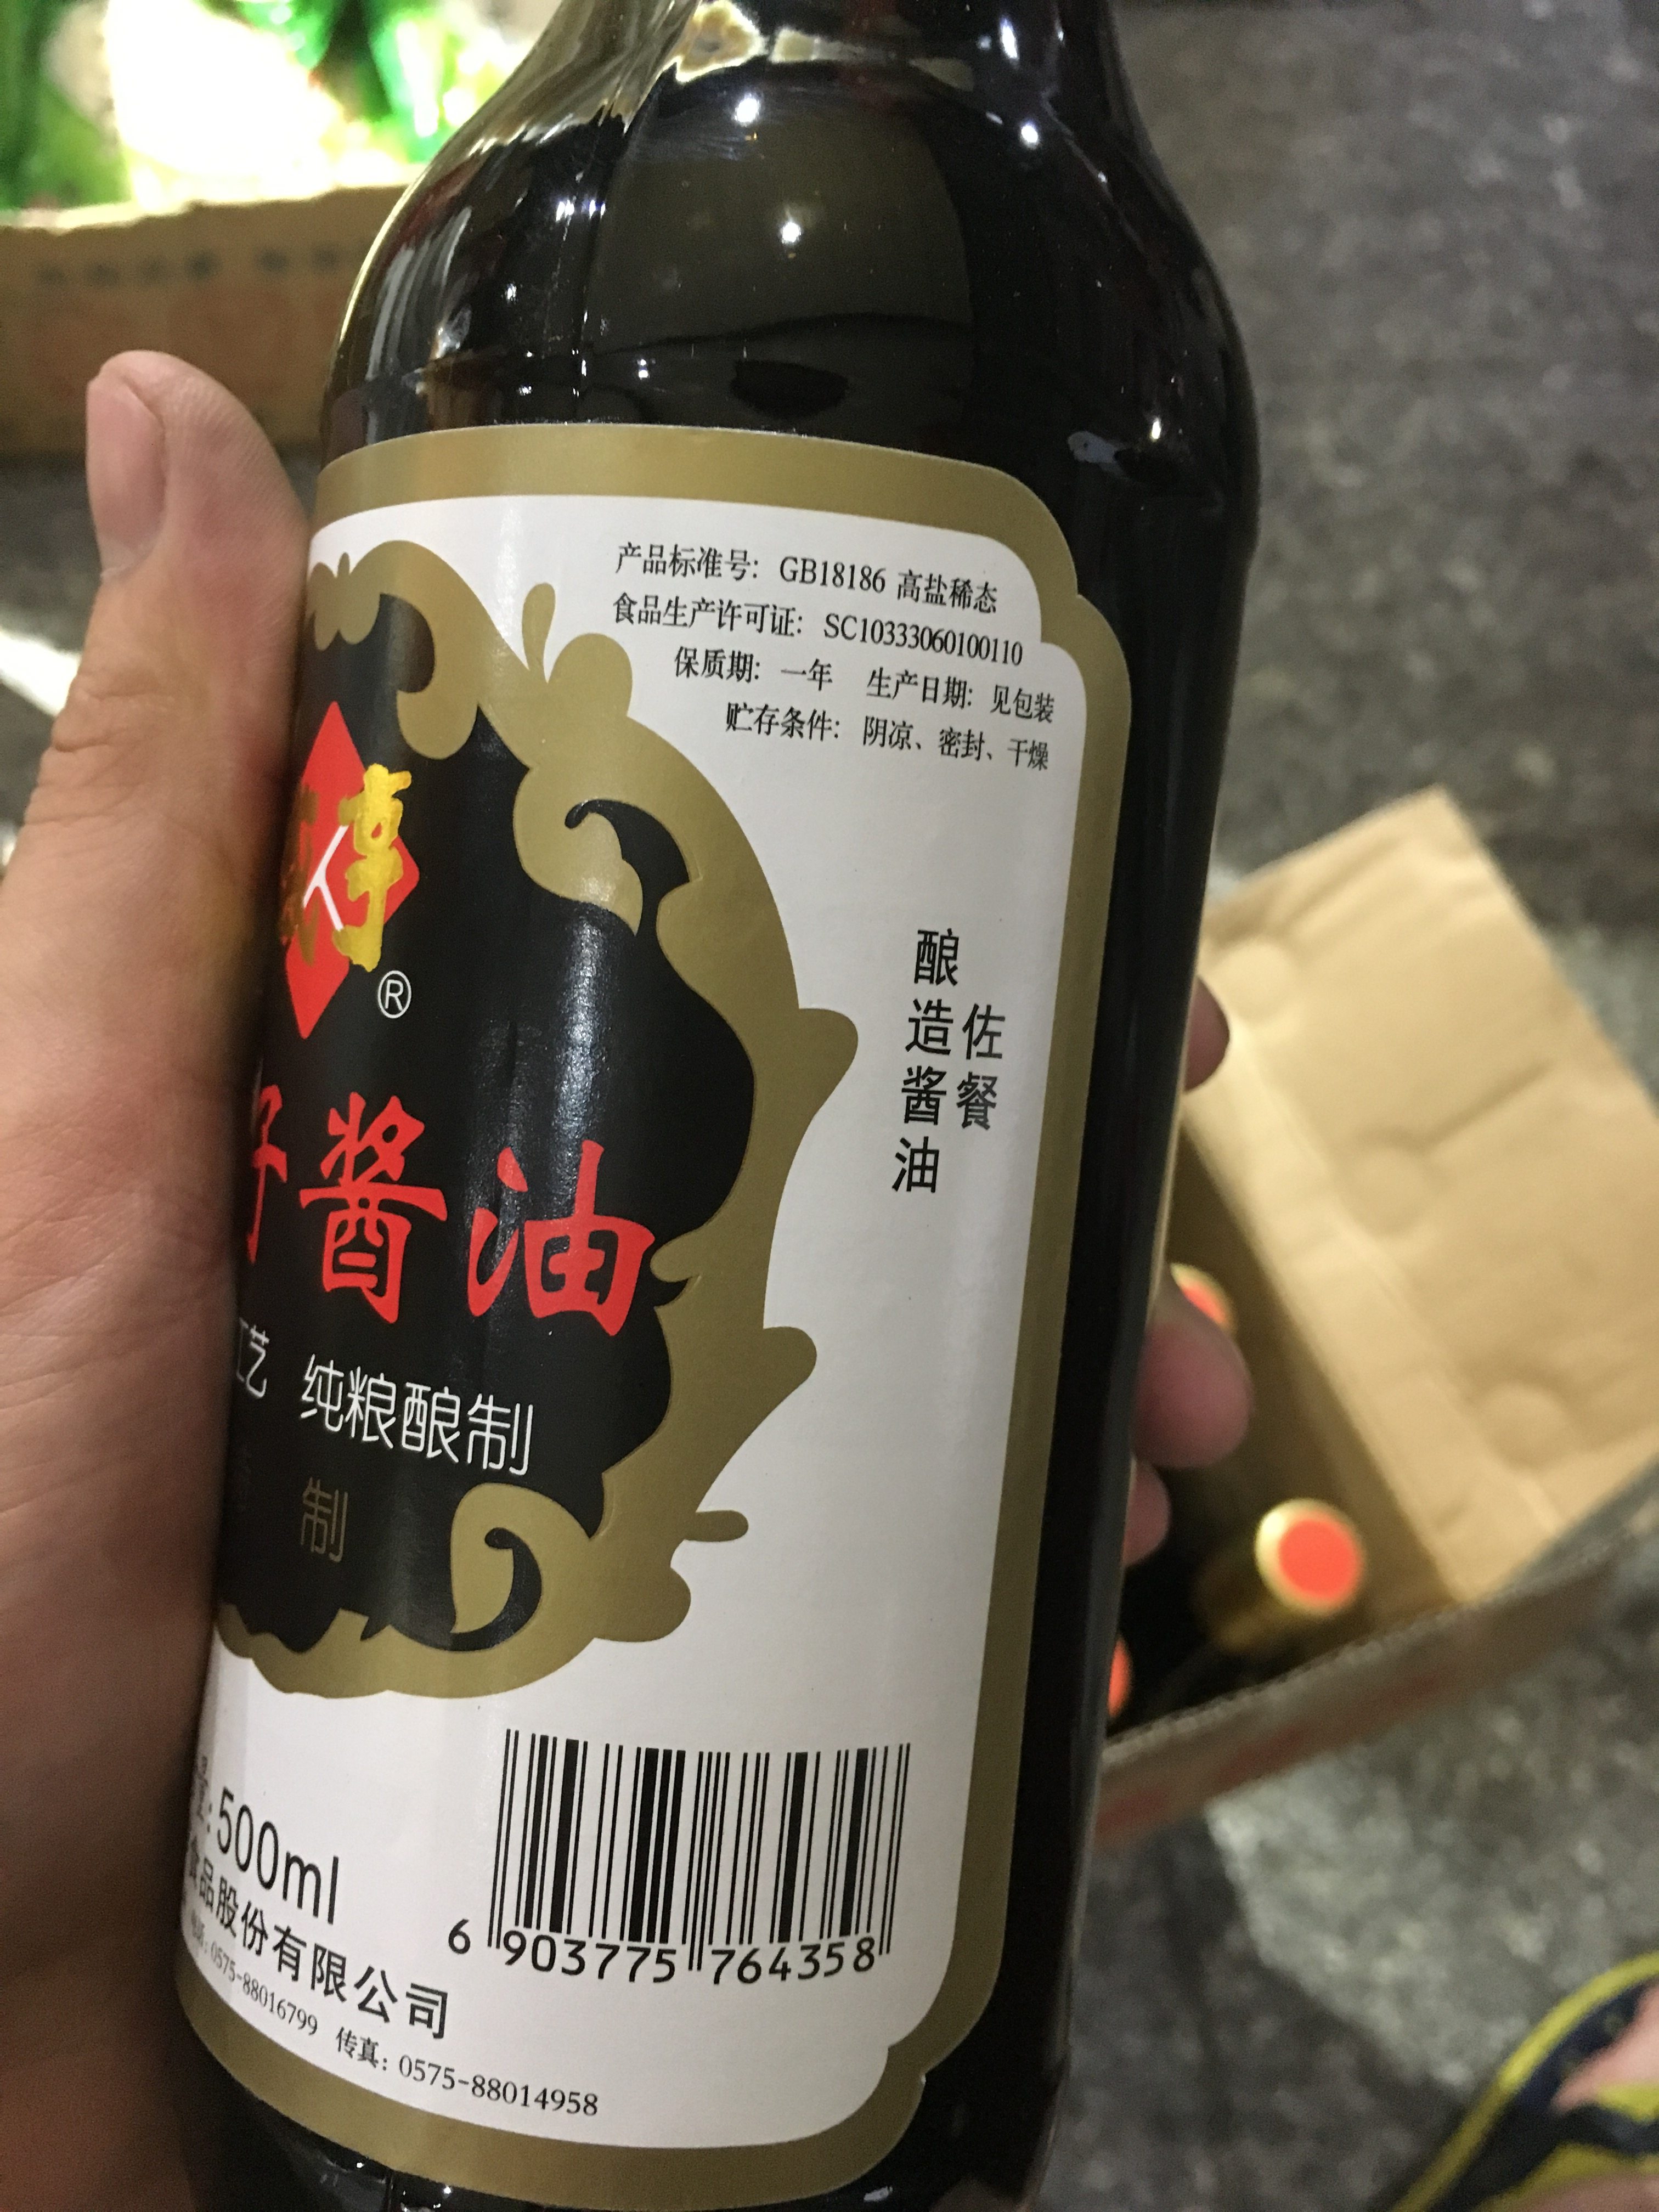 产品标准号： GB18186 高盐稀态
食品生产许可证： SC10333060100110
保质期： 一年 生产日期： 见包装
贮存条件： 阴凉、密封、干燥
®
酱油
工艺 纯粮酿制
制
佐餐
酿造酱油
500ml
食品股份有限公司
0575-88016799 传真: 0575-88014958
6 903775 764358